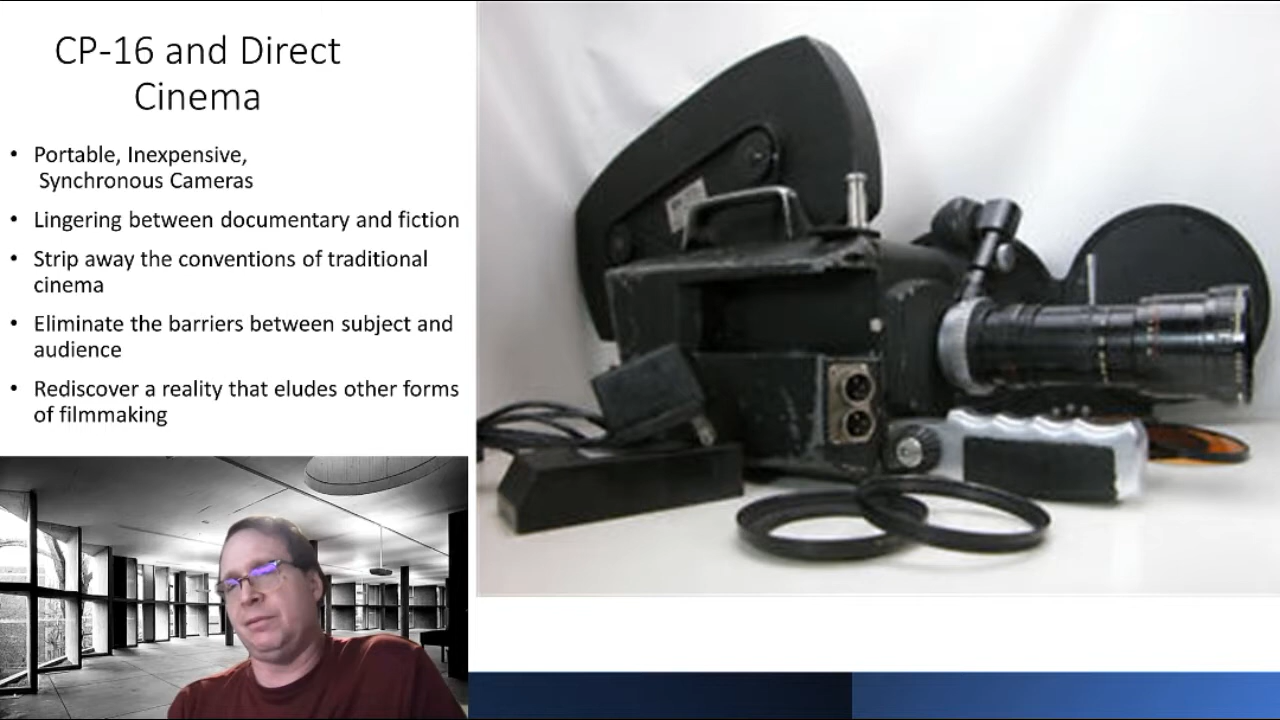 CP-16 and Direct
Cinema
• Portable, Inexpensive,
Synchronous Cameras
• Lingering between documentary and fiction
• Strip away the conventions of traditional
cinema
• Eliminate the barriers between subject and
audience
• Rediscover a reality that eludes other forms
of filmmaking